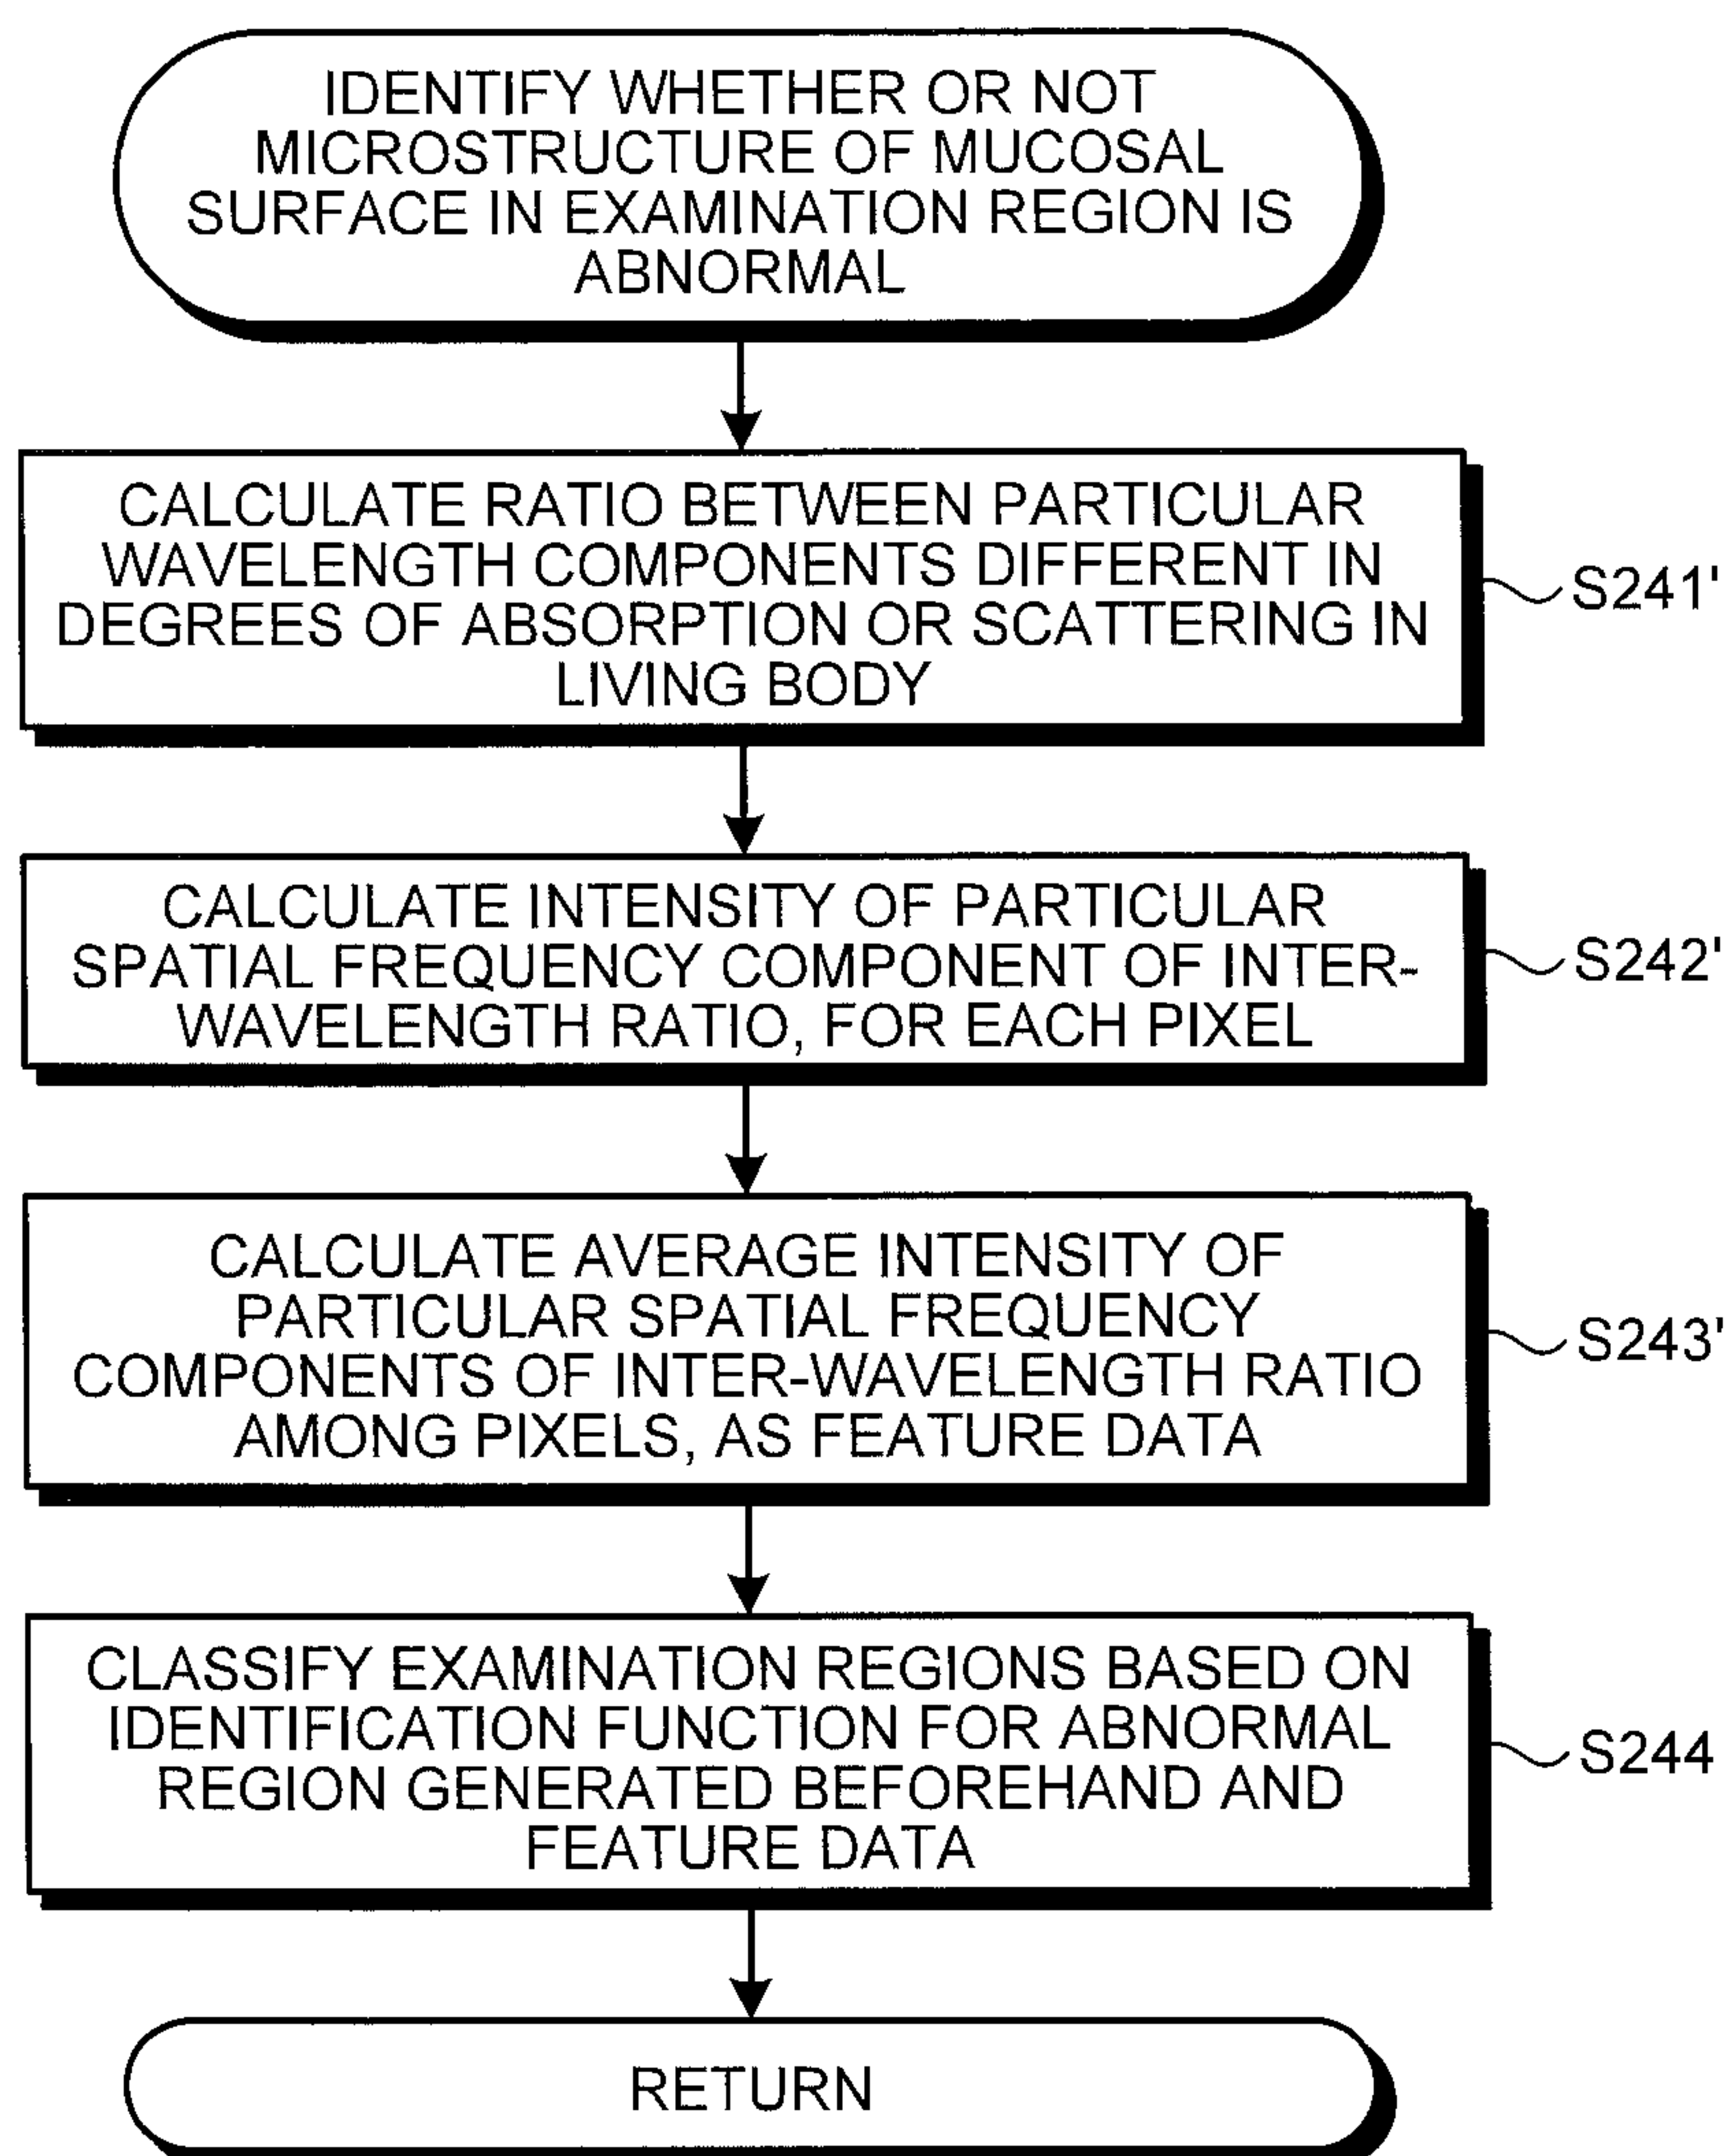 IDENTIFY WHETHER OR NOT
MICROSTRUCTURE OF MUCOSAL
SURFACE IN EXAMINATION REGION IS
ABNORMAL
CALCULATE RATIO BETWEEN PARTICULAR
WAVELENGTH COMPONENTS DIFFERENT IN
DEGREES OF ABSORPTION OR SCATTERING IN
LIVING BODY
S241'
CALCULATE INTENSITY OF PARTICULAR
SPATIAL FREQUENCY COMPONENT OF INTER-
WAVELENGTH RATIO, FOR EACH PIXEL
S242'
CALCULATE AVERAGE INTENSITY OF
PARTICULAR SPATIAL FREQUENCY
COMPONENTS OF INTER-WAVELENGTH RATIO
AMONG PIXELS, AS FEATURE DATA
S243'
CLASSIFY EXAMINATION REGIONS BASED ON
IDENTIFICATION FUNCTION FOR ABNORMAL
REGION GENERATED BEFOREHAND AND
FEATURE DATA
S244
RETURN